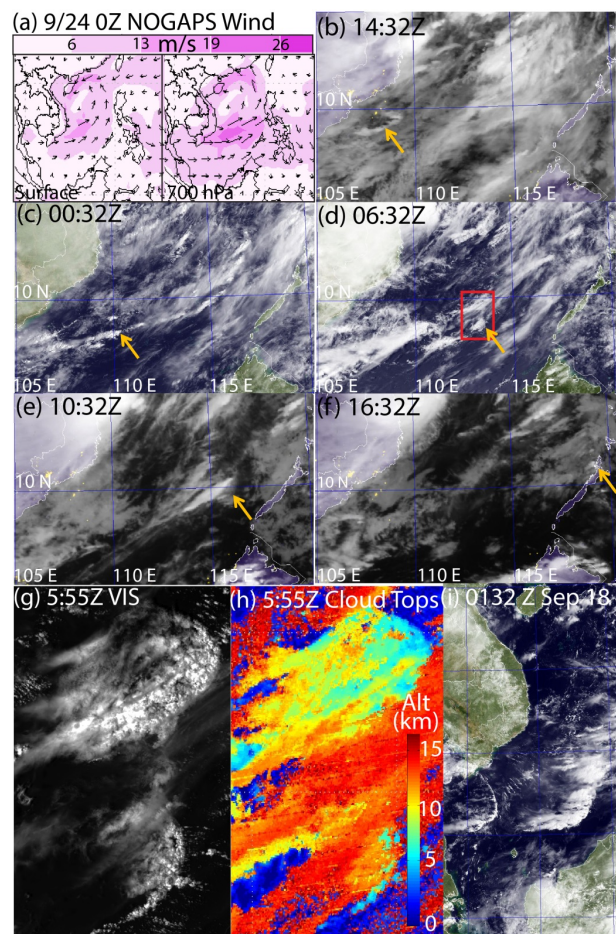 (a) 9/24 0Z NOGAPS Wind
6 13 m/s 19 26
Surface 700 hPa
(b) 14:32Z
10 N
105 E 110 E 115 E
(c) 00:32Z
10 N
105 E 110 E 115 E
(d) 06:32Z
10 N
105 E 110 E 115 E
(e) 10:32Z
10 N
105 E 110 E 115 E
(f) 16:32Z
10 N
105 E 110 E 115 E
(g) 5:55Z VIS
(h) 5:55Z Cloud Tops
Alt
(km)
15
10
5
0
(i) 0132 Z Sep 18